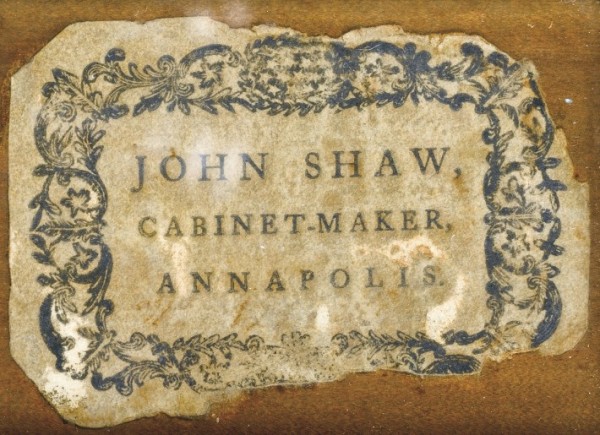 JOHN SHAW,
CABINET-MAKER,
ANNAPOLIS.